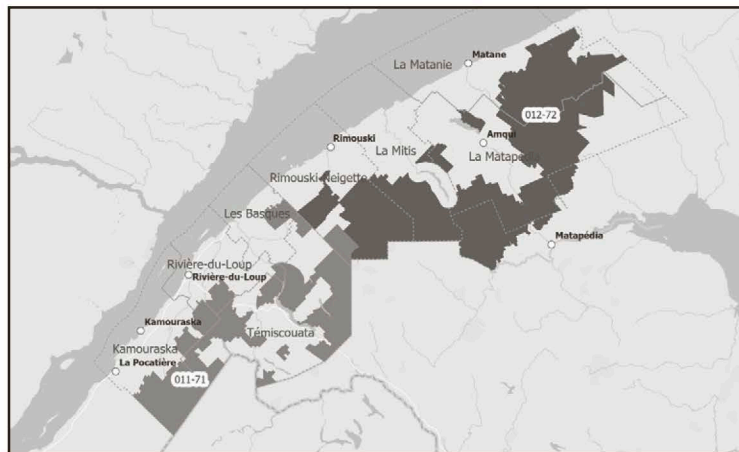 Matane
La Matanie
012-72
Rimouski
Amqui
La Mitis
La Matapédia
Rimouski-Neigette
Les Basques
Matapédia
Rivière-du-Loup
Rivière-du-Loup
Kamouraska
Témiscouata
Kamouraska
La Pocatière
011-71